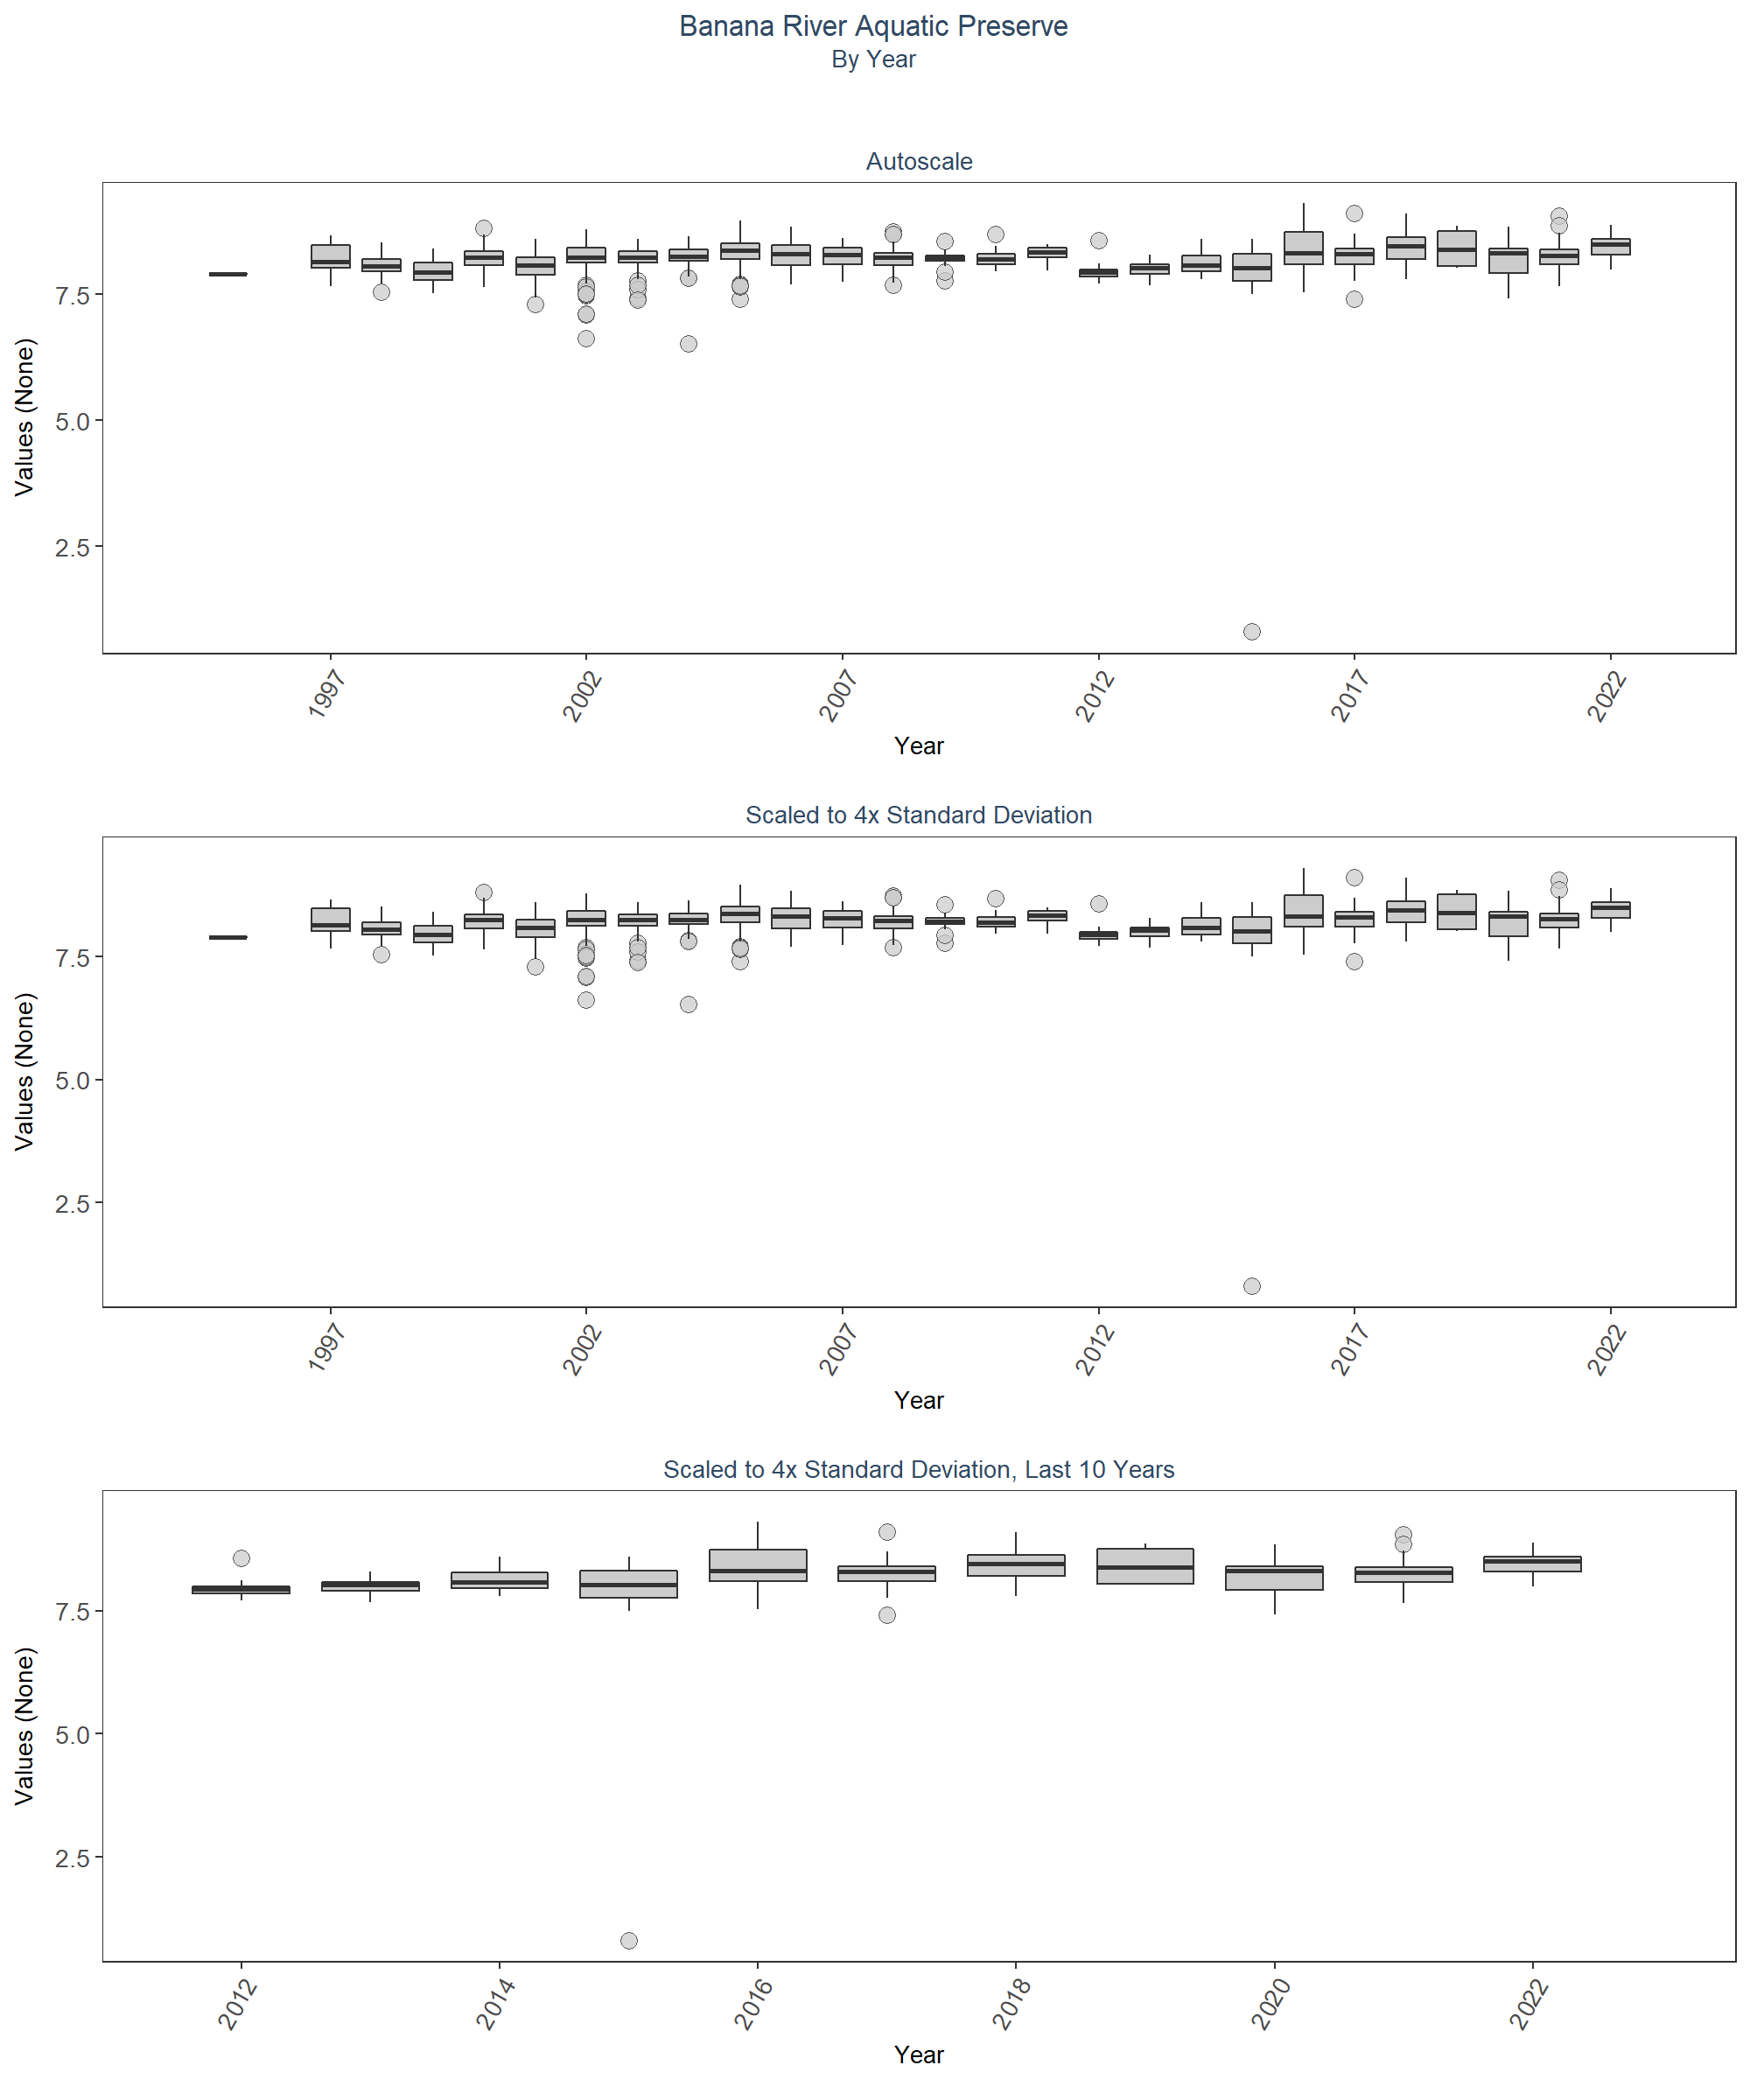 Banana River Aquatic Preserve
By Year
Autoscale
Values (None)
7.5
5.0
2.5
1997 2002 2007 2012 2017 2022
Year
Scaled to 4x Standard Deviation
Values (None)
7.5
5.0
2.5
1997 2002 2007 2012 2017 2022
Year
Scaled to 4x Standard Deviation, Last 10 Years
Values (None)
7.5
5.0
2.5
2012 2014 2016 2018 2020 2022
Year